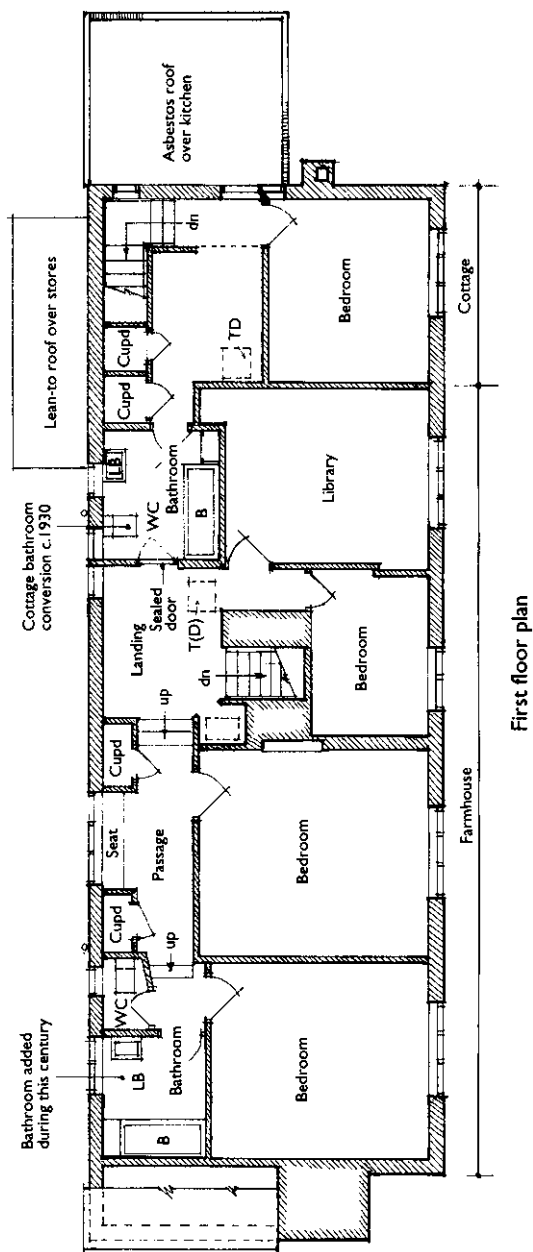 Bathroom added
during this century
Cottage bathroom
conversion c.1930
Lean-to roof over stores
Asbestos roof
over kitchen
LB
WC
Cupd
Seat
Cupd
Landing
Sealed
door
WC
LB
Cupd
Cupd
dn
B
Bathroom
up
Passage
up
T(D)
dn
B
Bathroom
TD
Bedroom
Bedroom
Bedroom
Library
Bedroom
Farmhouse
Cottage
First floor plan